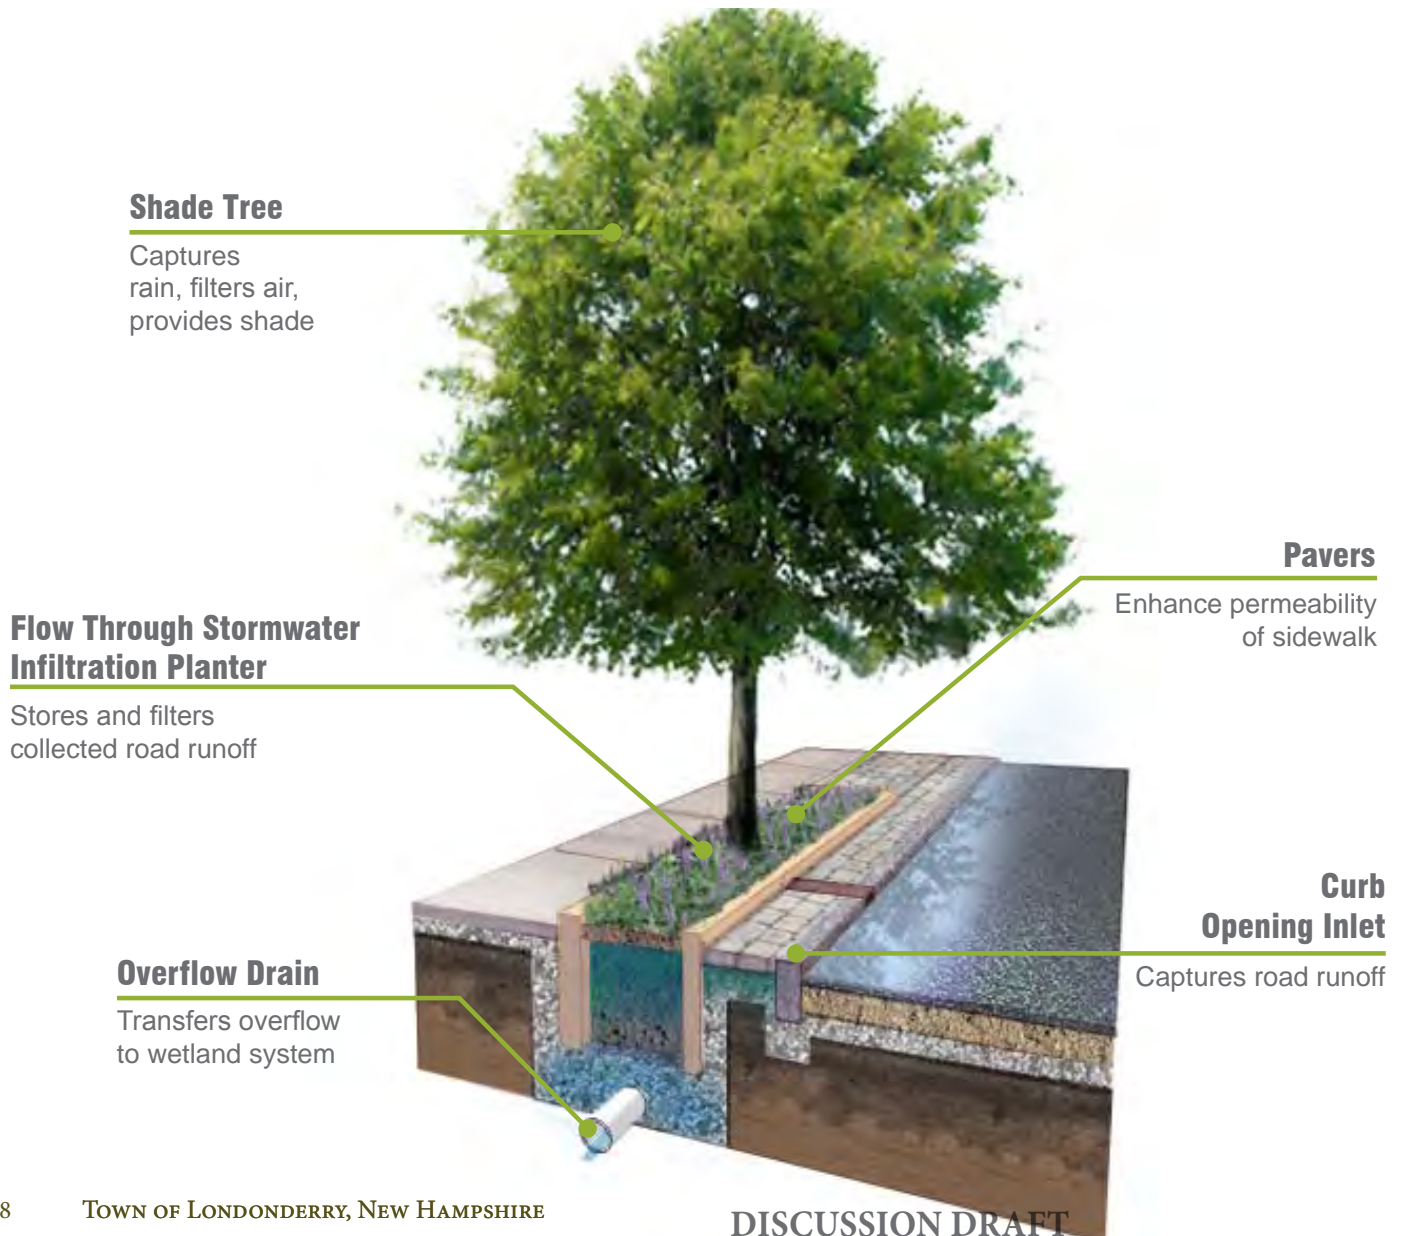 Shade Tree
Captures
rain, filters air,
provides shade
Pavers
Enhance permeability
of sidewalk
Flow Through Stormwater
Infiltration Planter
Stores and filters
collected road runoff
Curb
Opening Inlet
Captures road runoff
Overflow Drain
Transfers overflow
to wetland system
8 Town of Londonderry, New Hampshire
DISCUSSION DRAFT